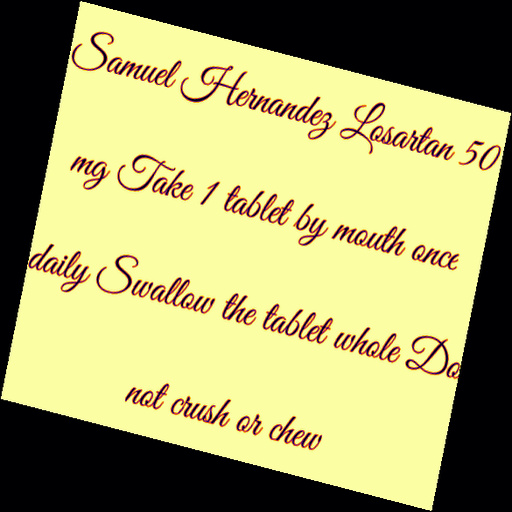 Samuel Hernandez Losartan 50
mg Take 1 tablet by mouth once
daily Swallow the tablet whole Do
not crush or chew